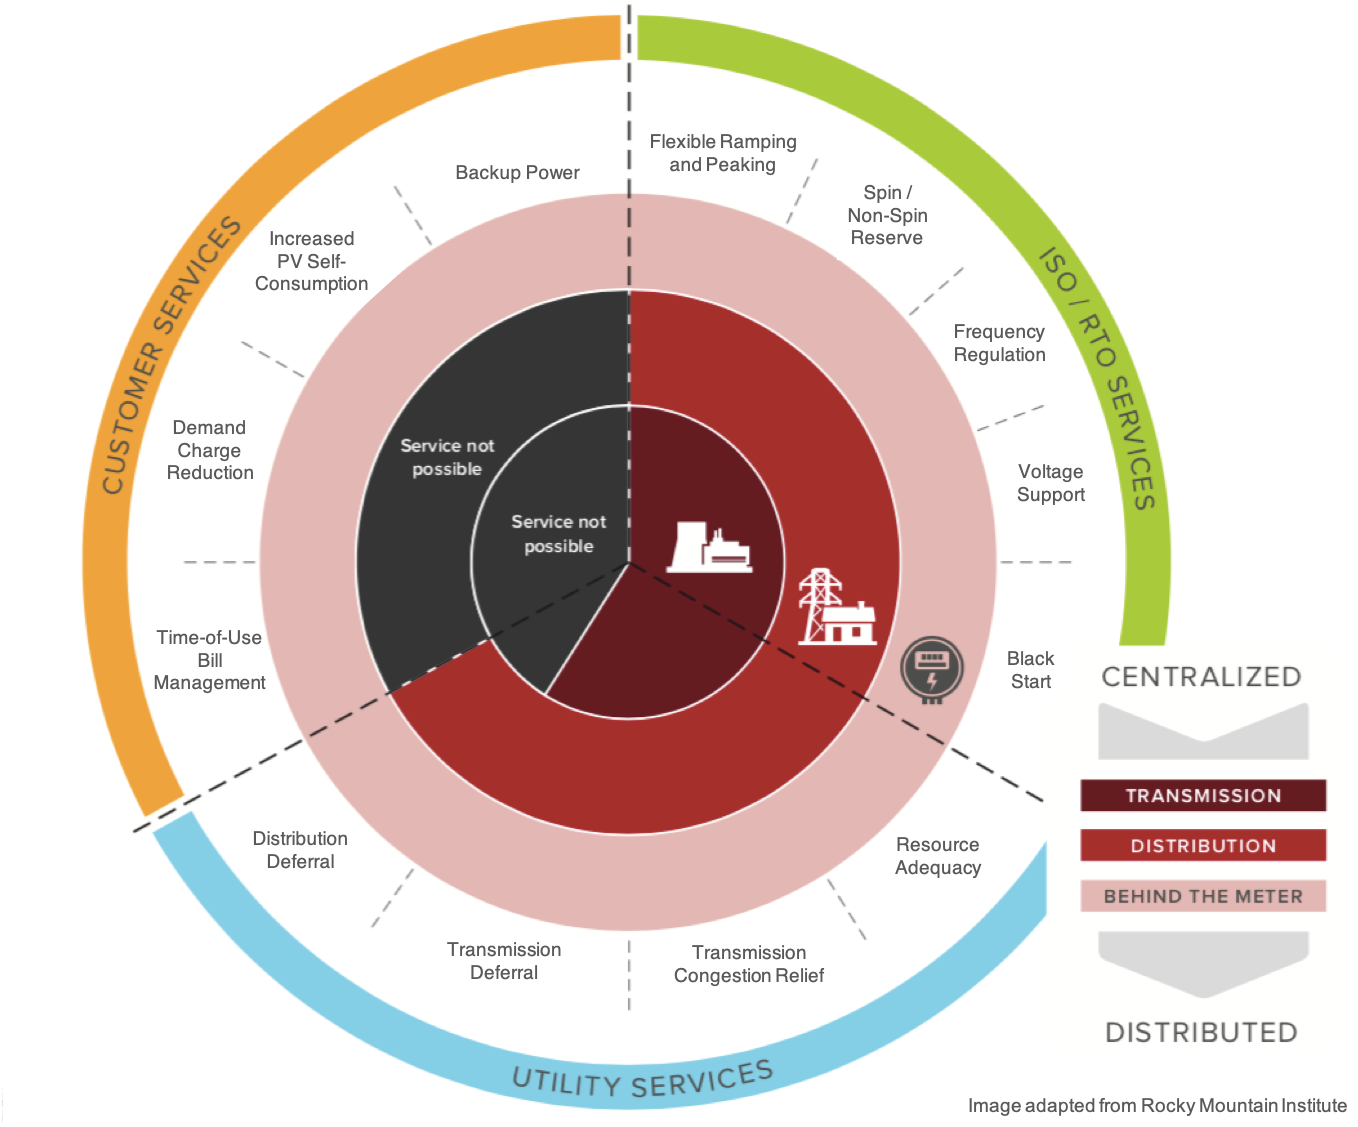 CUSTOMER SERVICES
ISO / RTO SERVICES
UTILITY SERVICES
Backup Power
Increased
PV Self-
Consumption
Demand
Charge
Reduction
Time-of-Use
Bill
Management
Flexible Ramping
and Peaking
Spin /
Non-Spin
Reserve
Frequency
Regulation
Voltage
Support
Black
Start
Resource
Adequacy
Transmission
Congestion Relief
Transmission
Deferral
Distribution
Deferral
Service not
possible
Service not
possible
CENTRALIZED
TRANSMISSION
DISTRIBUTION
BEHIND THE METER
DISTRIBUTED
Image adapted from Rocky Mountain Institute